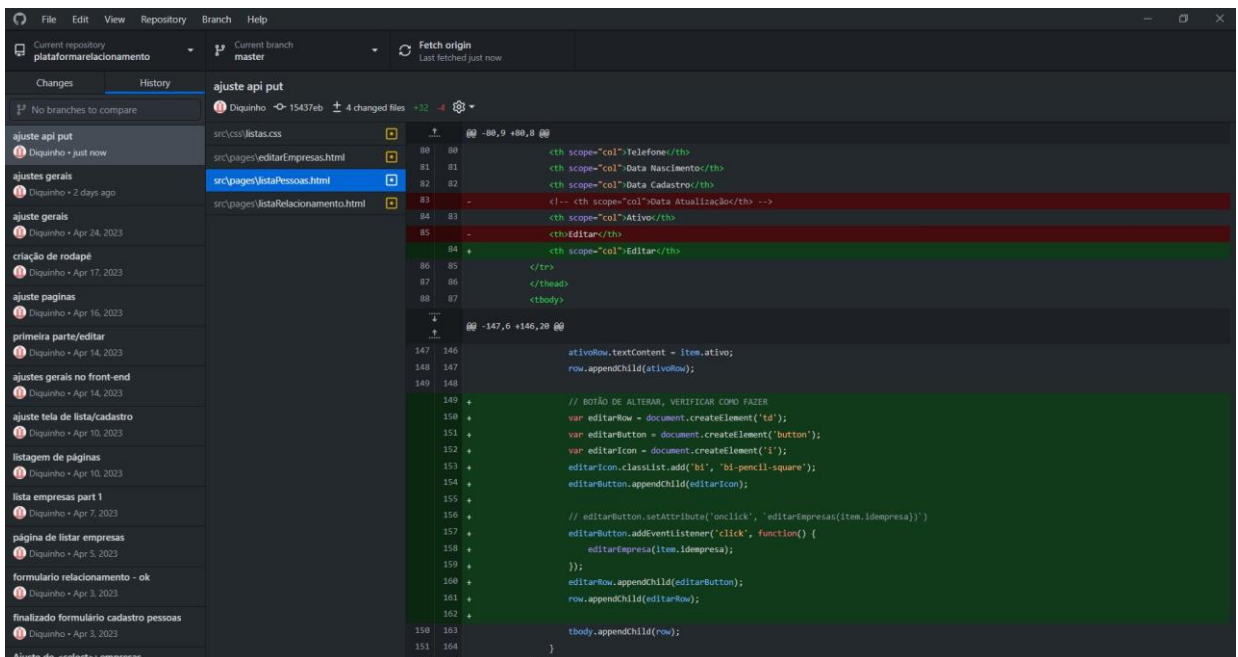 File Edit View Repository Branch Help
Current repository
plataformarelacionamento
Current branch
master
Fetch origin
Last fetched just now
Changes History
No branches to compare
ajuste api put
Diquinho • just now
ajustes gerais
Diquinho • 2 days ago
ajuste gerais
Diquinho • Apr 24, 2023
criação de rodapé
Diquinho • Apr 17, 2023
ajuste paginas
Diquinho • Apr 16, 2023
primeira parte/editar
Diquinho • Apr 14, 2023
ajustes gerais no front-end
Diquinho • Apr 14, 2023
ajuste tela de lista/cadastro
Diquinho • Apr 10, 2023
listagem de páginas
Diquinho • Apr 10, 2023
lista empresas part 1
Diquinho • Apr 7, 2023
página de listar empresas
Diquinho • Apr 5, 2023
formulario relacionamento - ok
Diquinho • Apr 3, 2023
finalizado formulário cadastro pessoas
Diquinho • Apr 3, 2023
ajuste api put
Diquinho 15437eb 4 changed files +32 -4
src\css\listas.css
src\pages\editarEmpresas.html
src\pages\listaPessoas.html
src\pages\listaRelacionamento.html
@@ -80,9 +80,8 @@
80 80 <th scope="col">Telefone</th>
81 81 <th scope="col">Data Nascimento</th>
82 82 <th scope="col">Data Cadastro</th>
83 - <!-- <th scope="col">Data Atualização</th> -->
84 83 <th scope="col">Ativo</th>
85 - <th>Editar</th>
84 + <th scope="col">Editar</th>
86 85 </tr>
87 86 </thead>
88 87 <tbody>
@@ -147,6 +146,20 @@
147 146 ativoRow.textContent = item.ativo;
148 147 row.appendChild(ativoRow);
149 148
149 + // BOTÃO DE ALTERAR, VERIFICAR COMO FAZER
150 + var editarRow = document.createElement('td');
151 + var editarButton = document.createElement('button');
152 + var editarIcon = document.createElement('i');
153 + editarIcon.classList.add('bi', 'bi-pencil-square');
154 + editarButton.appendChild(editarIcon);
155 +
156 + // editarButton.setAttribute('onclick', `editarEmpresas(item.idempresa})`)
157 + editarButton.addEventListener('click', function() {
158 + editarEmpresa(item.idempresa);
159 + });
160 + editarRow.appendChild(editarButton);
161 + row.appendChild(editarRow);
162 +
150 163 tbody.appendChild(row);
151 164 }